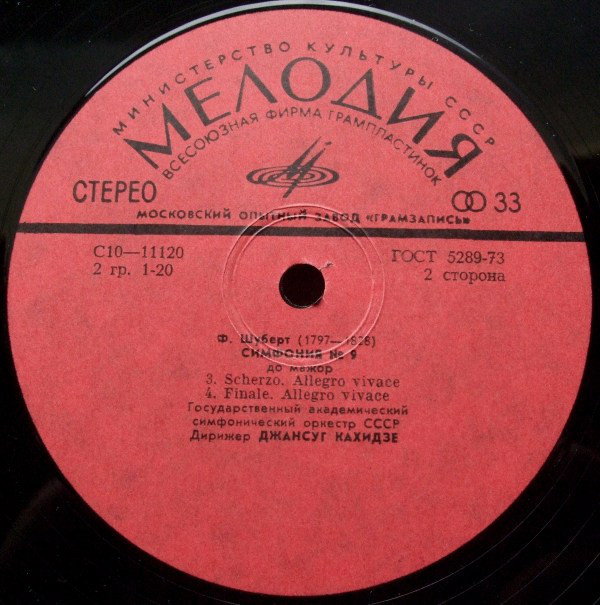 МИНИСТЕРСТВО КУЛЬТУРЫ СССР
МЕЛОДИЯ
ВСЕСОЮЗНАЯ ФИРМА ГРАМПЛАСТИНОК
СТЕРЕО
33
МОСКОВСКИЙ ОПЫТНЫЙ ЗАВОД «ГРАМЗАПИСЬ»
С10—11120
ГОСТ 5289-73
2 гр. 1-20
2 сторона
Ф. Шуберт (1797—1828)
СИМФОНИЯ № 9
до мажор
3. Scherzo. Allegro vivace
4. Finale. Allegro vivace
Государственный академический
симфонический оркестр СССР
Дирижер ДЖАНСУГ КАХИДЗЕ